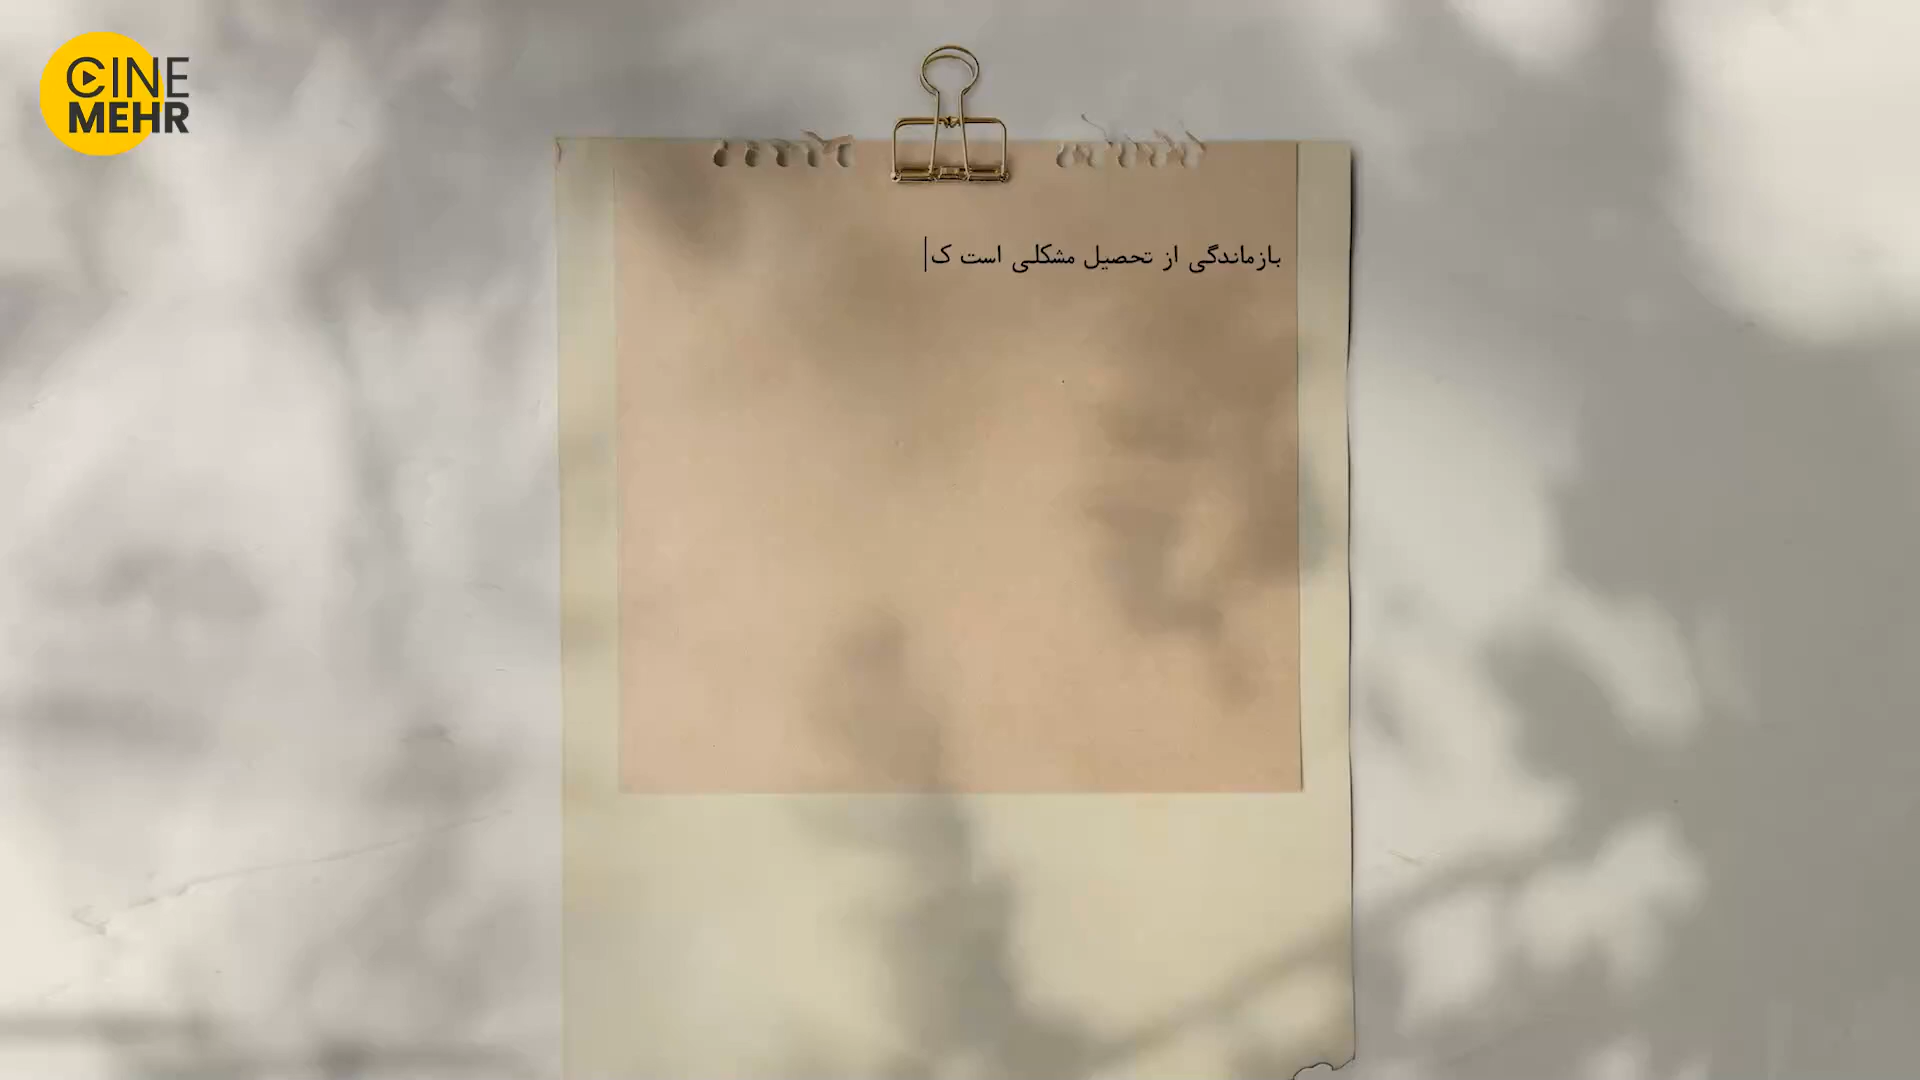 CINE
MEHR
بازماندگی از تحصیل مشکلی است ک